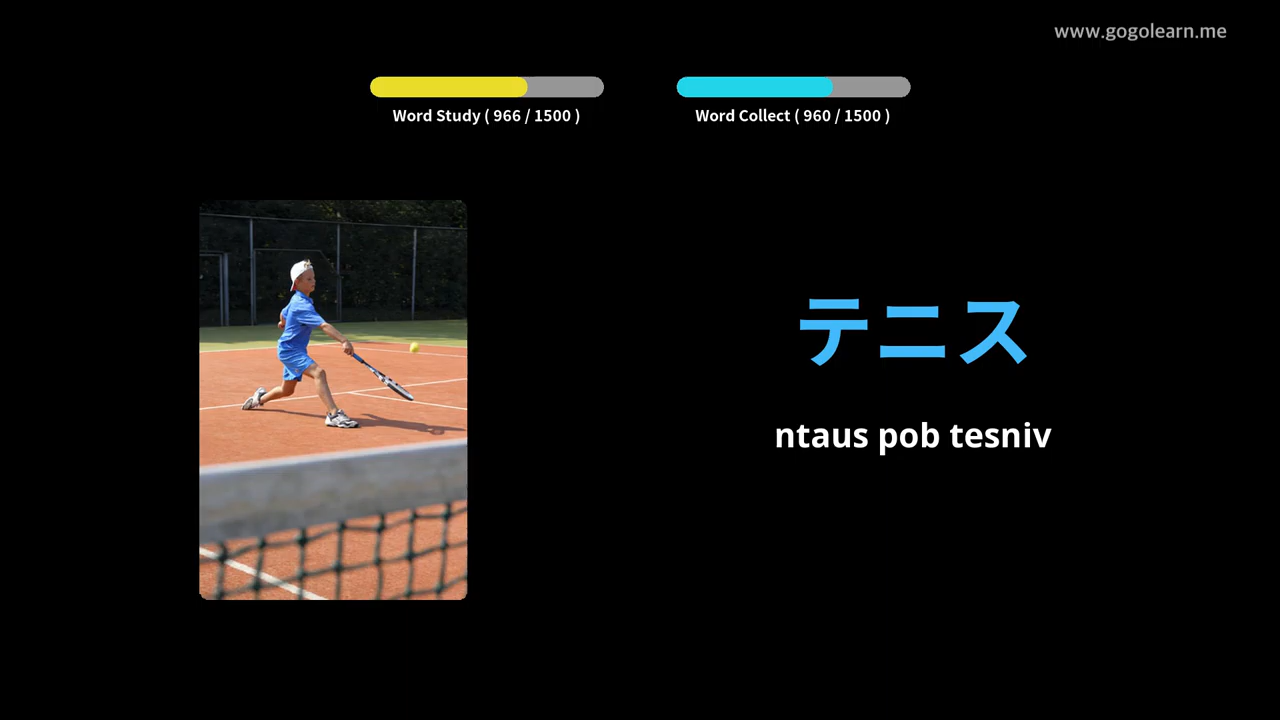 www.gogolearn.me
Word Study ( 966 / 1500 )
Word Collect ( 960 / 1500 )
テニス
ntaus pob tesniv